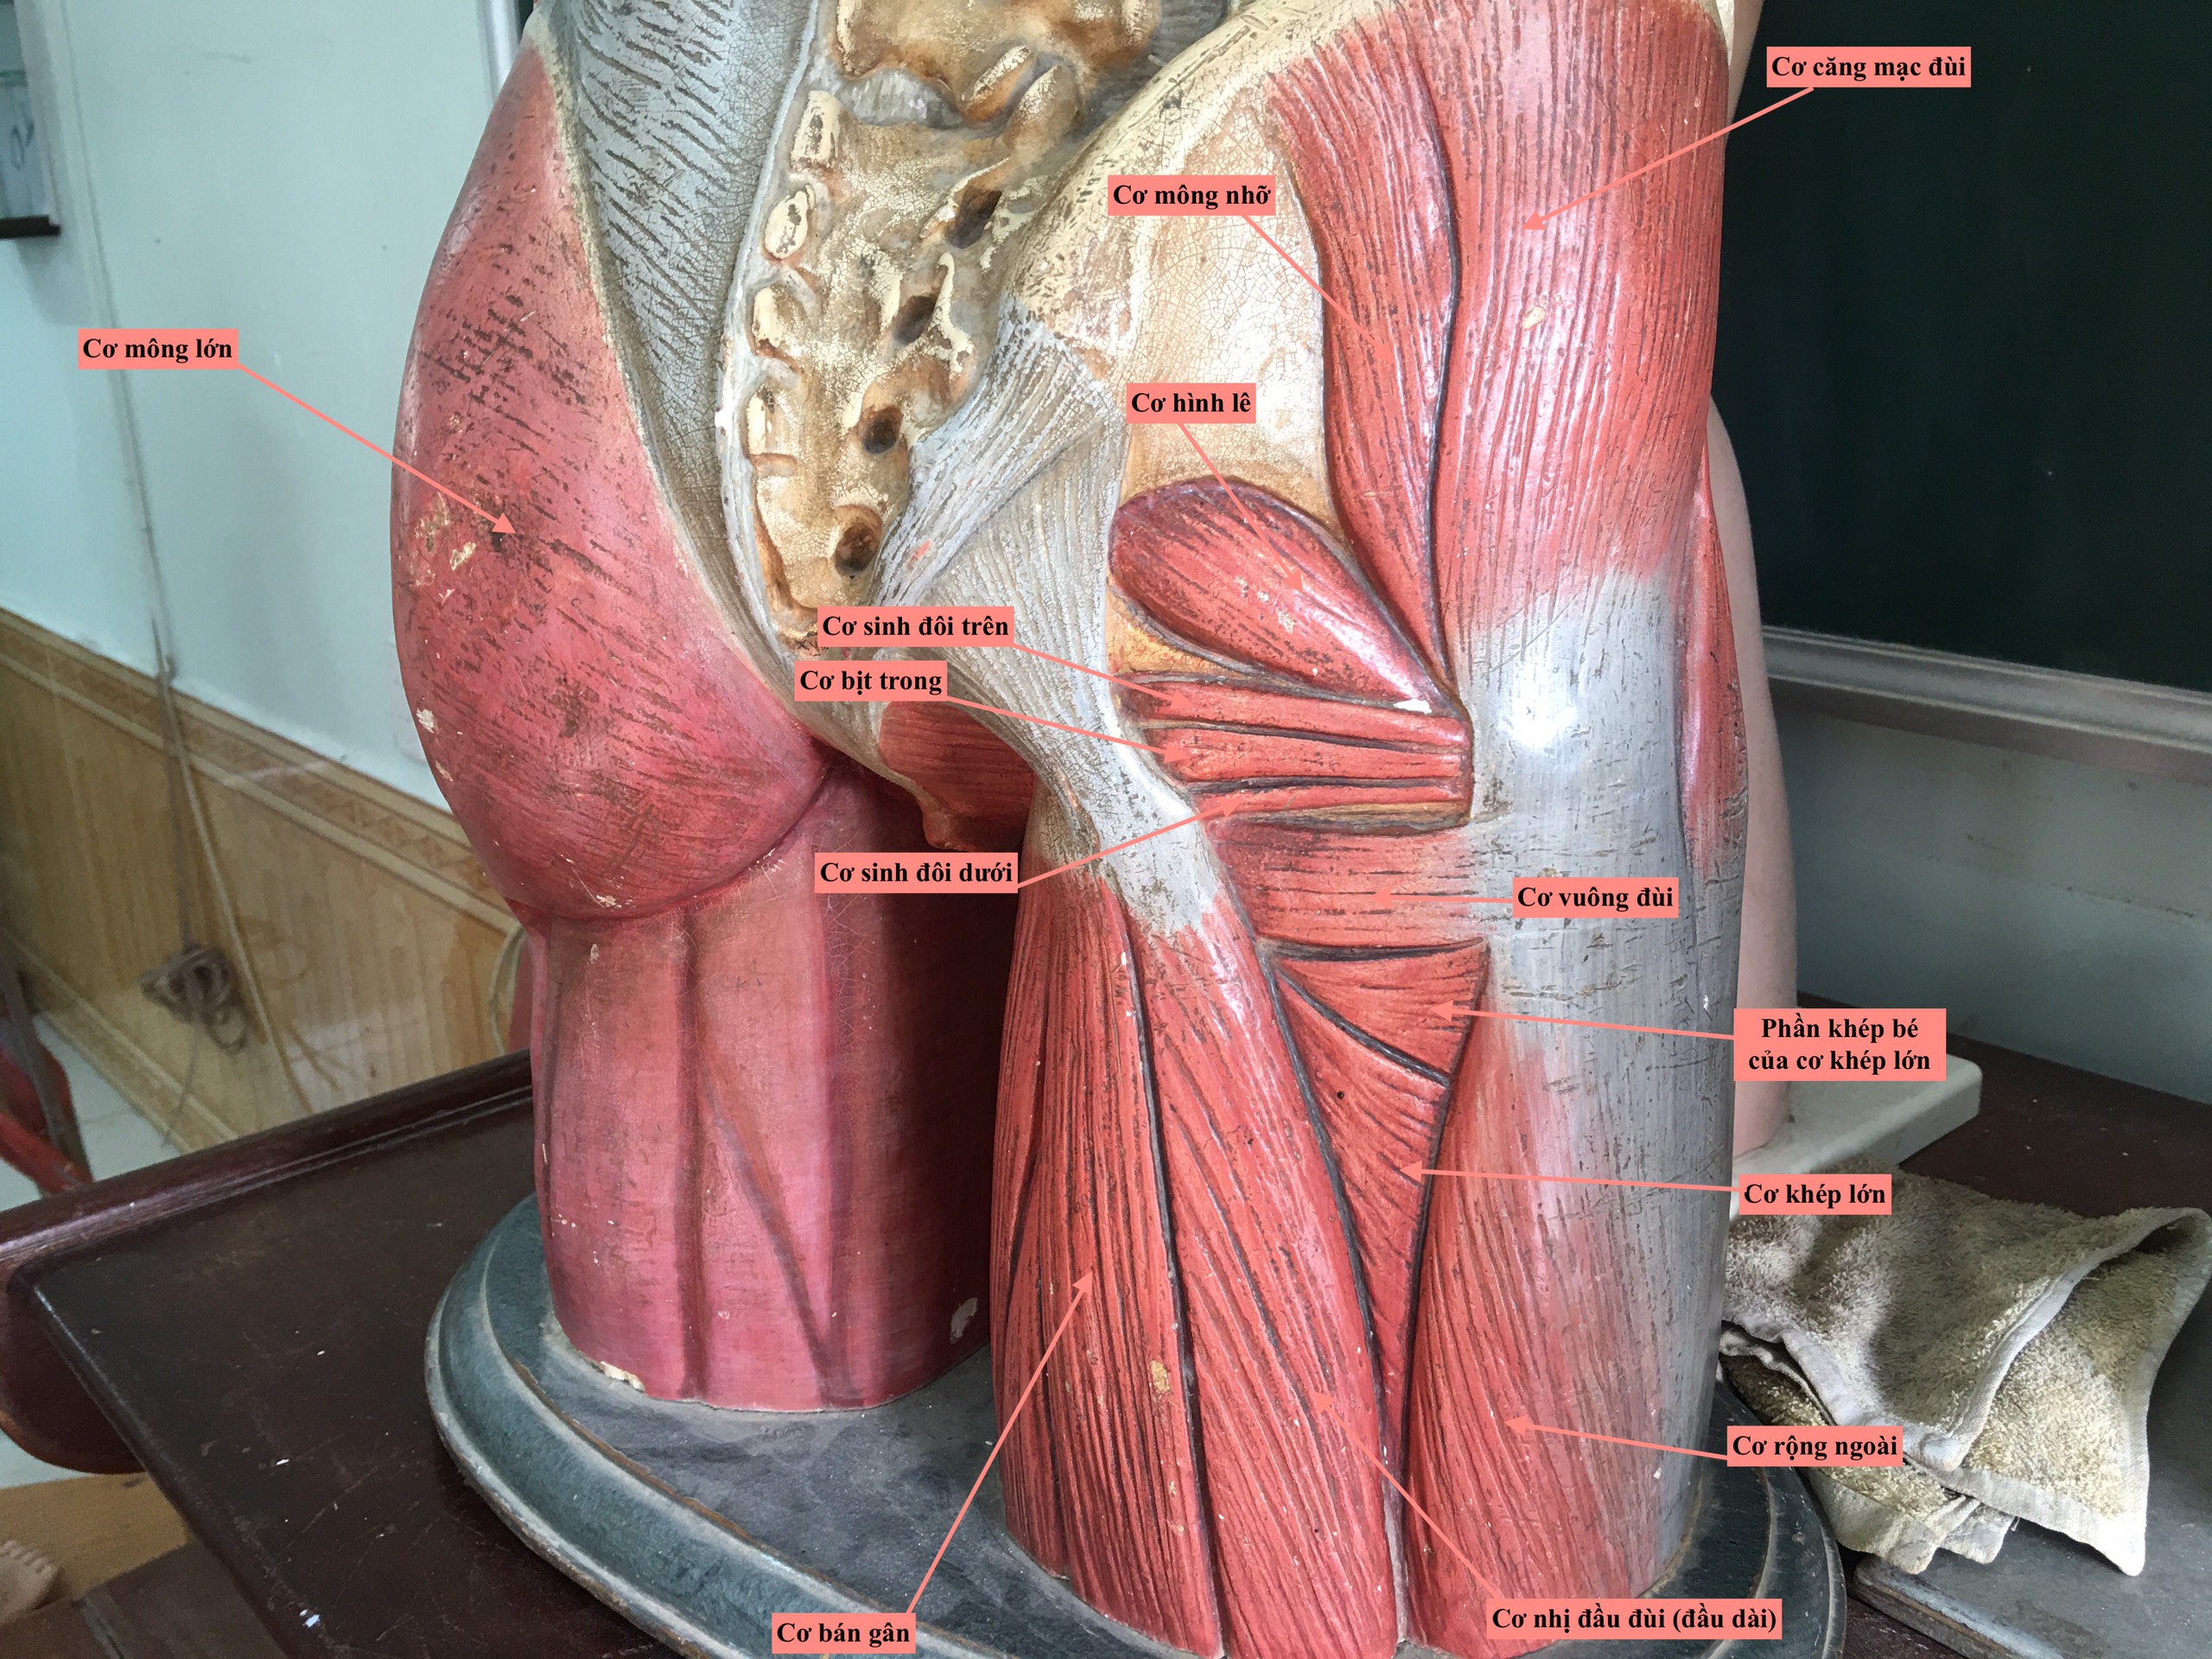 Cơ căng mạc đùi
Cơ mông nhỡ
Cơ mông lớn
Cơ hình lê
Cơ sinh đôi trên
Cơ bịt trong
Cơ sinh đôi dưới
Cơ vuông đùi
Phần khép bé
của cơ khép lớn
Cơ khép lớn
Cơ rộng ngoài
Cơ nhị đầu đùi (đầu dài)
Cơ bán gân